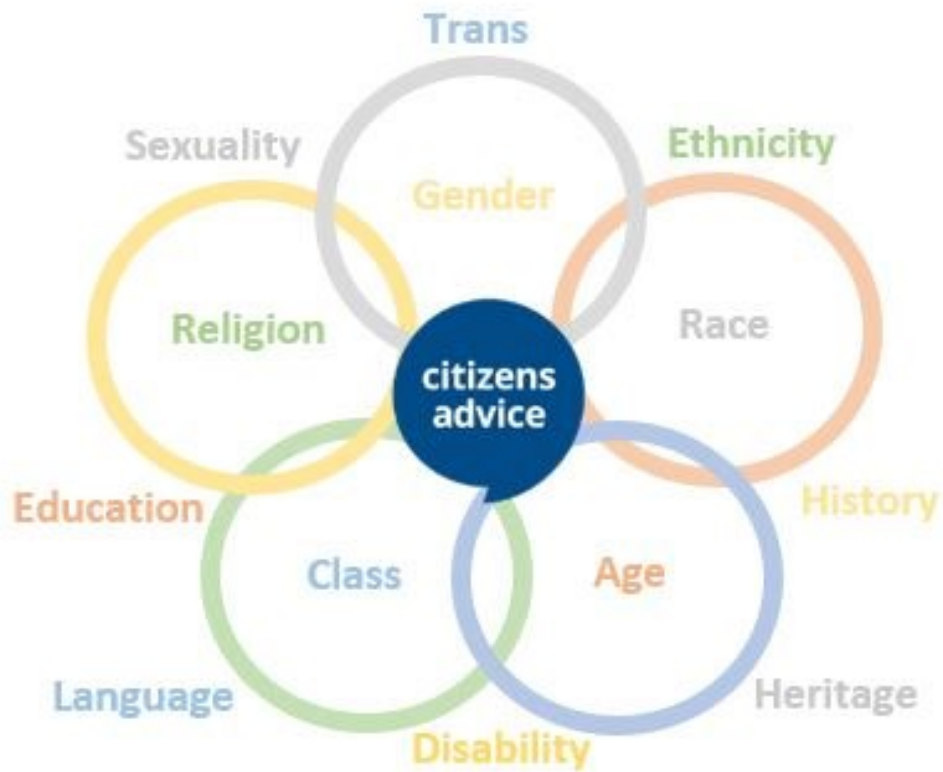 Trans
Sexuality
Ethnicity
Gender
Religion
Race
citizens
advice
Education
History
Class
Age
Language
Heritage
Disability